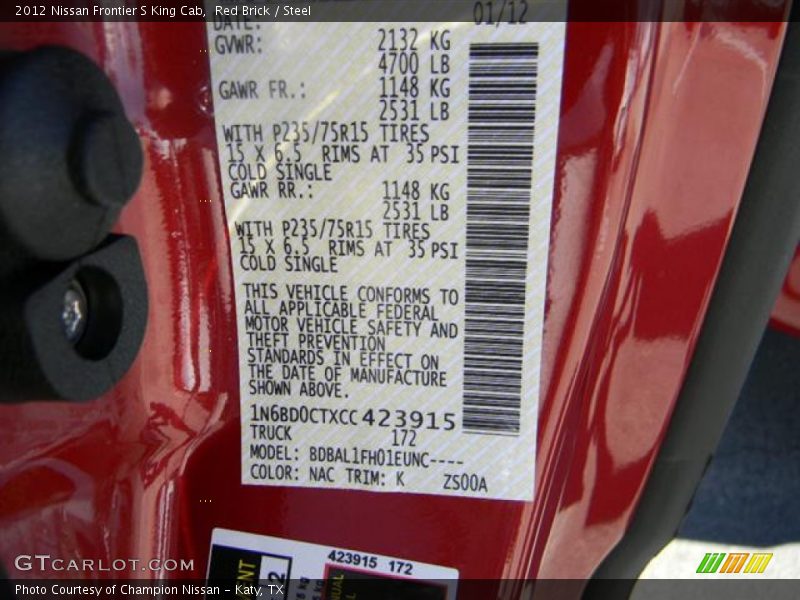 2012 Nissan Frontier S King Cab,  Red Brick / Steel
DATE: 01/12
GVWR: 2132 KG
4700 LB
GAWR FR.: 1148 KG
2531 LB
WITH P235/75R15 TIRES
15 X 6.5 RIMS AT 35 PSI
COLD SINGLE
GAWR RR.: 1148 KG
2531 LB
WITH P235/75R15 TIRES
15 X 6.5 RIMS AT 35 PSI
COLD SINGLE
THIS VEHICLE CONFORMS TO
ALL APPLICABLE FEDERAL
MOTOR VEHICLE SAFETY AND
THEFT PREVENTION
STANDARDS IN EFFECT ON
THE DATE OF MANUFACTURE
SHOWN ABOVE.
1N6BD0CTXCC423915
TRUCK 172
MODEL: BDBAL1FH01EUNC----
COLOR: NAC TRIM: K ZS00A
423915 172
GTCARLOT.COM
Photo Courtesy of Champion Nissan – Katy, TX